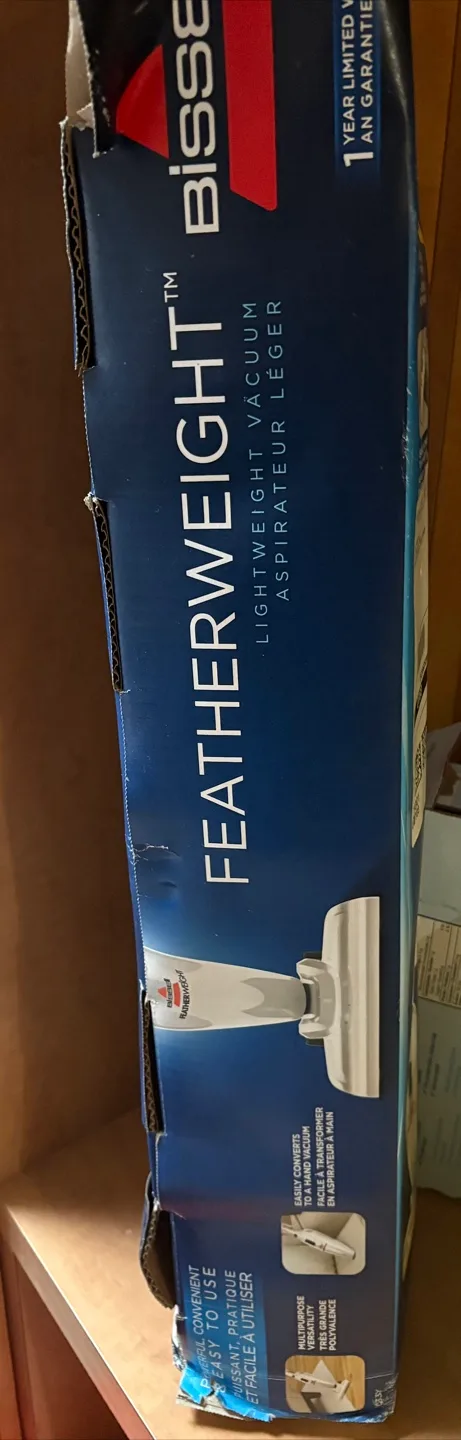 BISSE
1 YEAR LIMITED
AN GARANTIE
FEATHERWEIGHT™
LIGHTWEIGHT VACUUM
ASPIRATEUR LÉGER
BISSELL
FEATHERWEIGHT
EASILY CONVERTS
TO A HAND VACUUM
FACILE À TRANSFORMER
EN ASPIRATEUR À MAIN
CONVENIENT
& EASY TO USE
PUISSANT, PRATIQUE
ET FACILE À UTILISER
MULTIPURPOSE
VERSATILITY
TRÈS GRANDE
POLYVALENCE